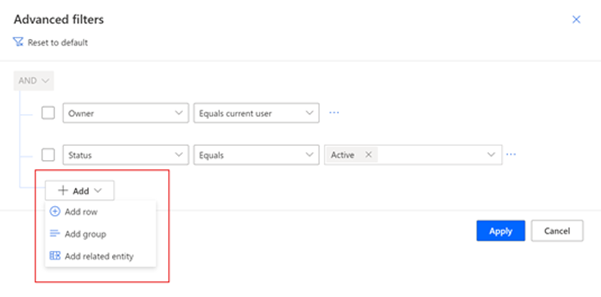 Advanced filters
Reset to default
AND
Owner
Equals current user
Status
Equals
Active
Add
Add row
Add group
Add related entity
Apply
Cancel